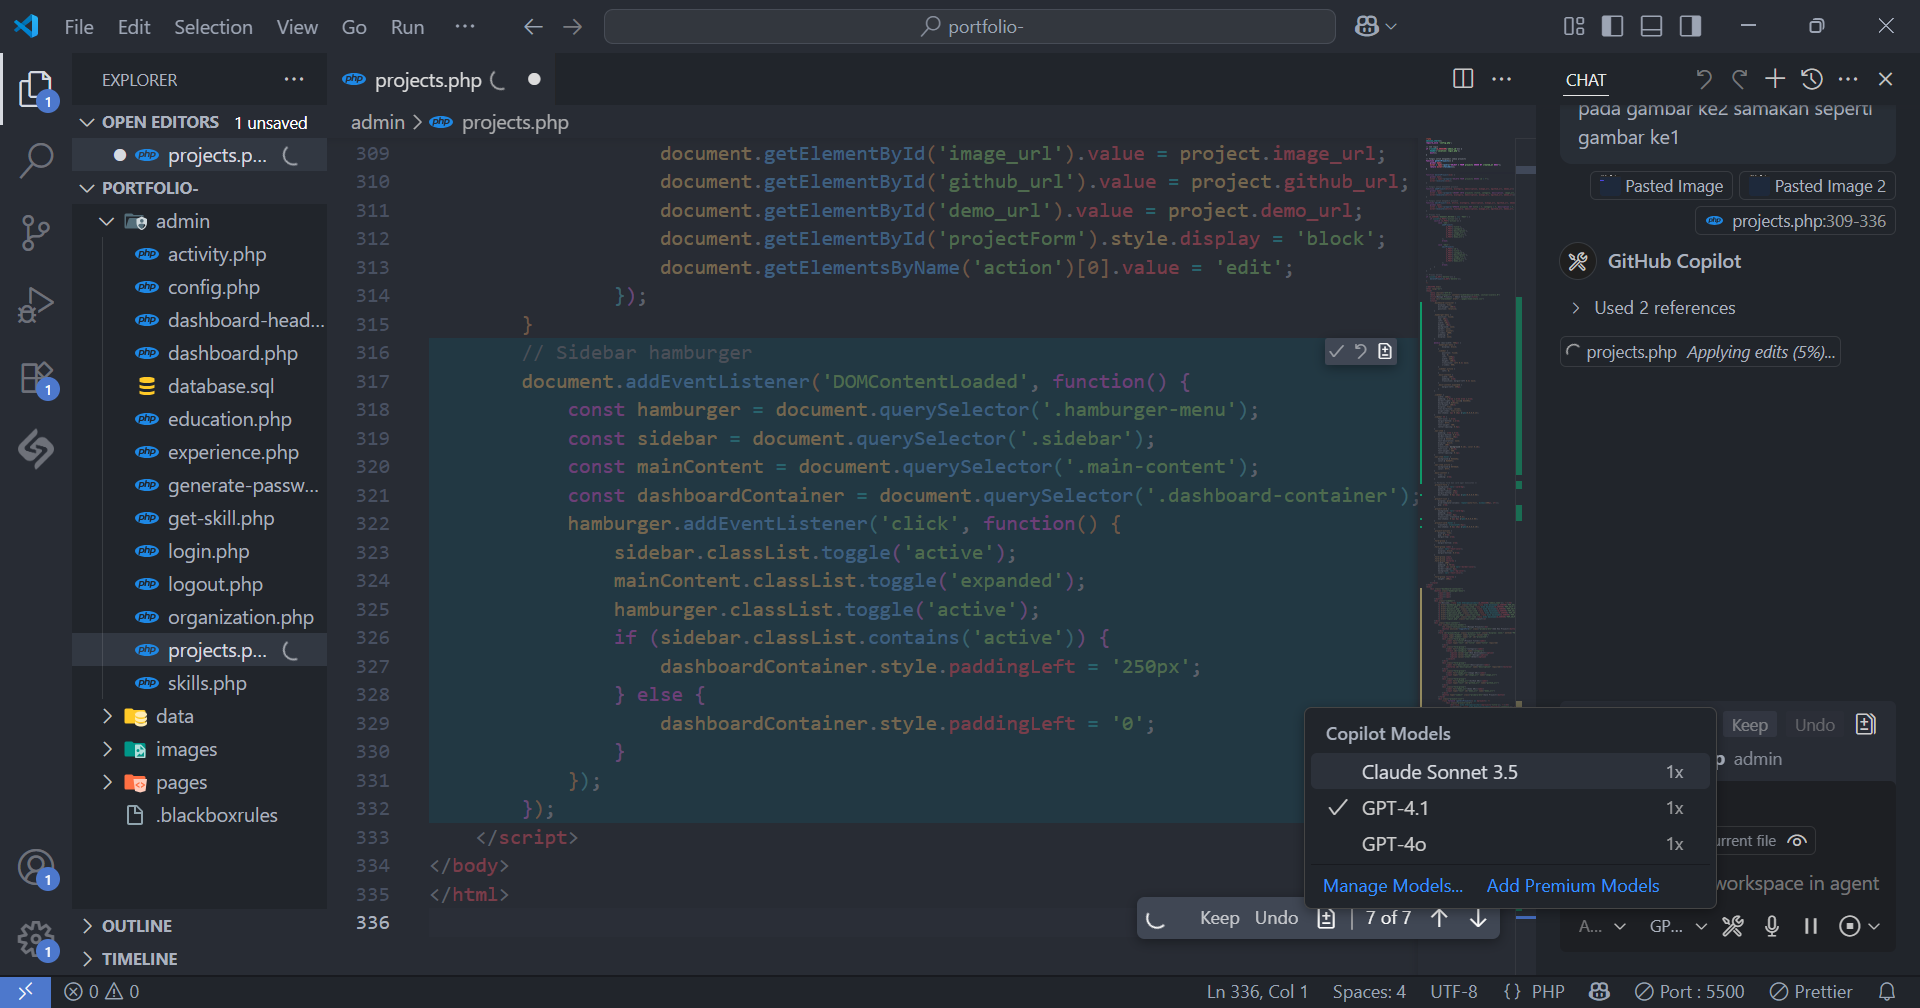 File Edit Selection View Go Run ···
portfolio-
EXPLORER
OPEN EDITORS 1 unsaved
projects.p...
PORTFOLIO-
admin
activity.php
config.php
dashboard-head...
dashboard.php
database.sql
education.php
experience.php
generate-passw...
get-skill.php
login.php
logout.php
organization.php
projects.p...
skills.php
data
images
pages
.blackboxrules
OUTLINE
TIMELINE
1
1
1
1
projects.php
admin > projects.php
309 document.getElementById('image_url').value = project.image_url;
310 document.getElementById('github_url').value = project.github_url;
311 document.getElementById('demo_url').value = project.demo_url;
312 document.getElementById('projectForm').style.display = 'block';
313 document.getElementsByName('action')[0].value = 'edit';
314 });
315 }
316 // Sidebar hamburger
317 document.addEventListener('DOMContentLoaded', function() {
318 const hamburger = document.querySelector('.hamburger-menu');
319 const sidebar = document.querySelector('.sidebar');
320 const mainContent = document.querySelector('.main-content');
321 const dashboardContainer = document.querySelector('.dashboard-container');
322 hamburger.addEventListener('click', function() {
323 sidebar.classList.toggle('active');
324 mainContent.classList.toggle('expanded');
325 hamburger.classList.toggle('active');
326 if (sidebar.classList.contains('active')) {
327 dashboardContainer.style.paddingLeft = '250px';
328 } else {
329 dashboardContainer.style.paddingLeft = '0';
330 }
331 });
332 });
333 </script>
334 </body>
335 </html>
336
Keep Undo 7 of 7
CHAT
pada gambar ke2 samakan seperti
gambar ke1
Pasted Image Pasted Image 2
projects.php:309-336
GitHub Copilot
Used 2 references
projects.php Applying edits (5%)...
Keep Undo
admin
Copilot Models
Claude Sonnet 3.5 1x
GPT-4.1 1x
GPT-4o 1x
Manage Models... Add Premium Models
urrent file
workspace in agent
A... GP...
0 0
Ln 336, Col 1 Spaces: 4 UTF-8 {} PHP Port : 5500 Prettier